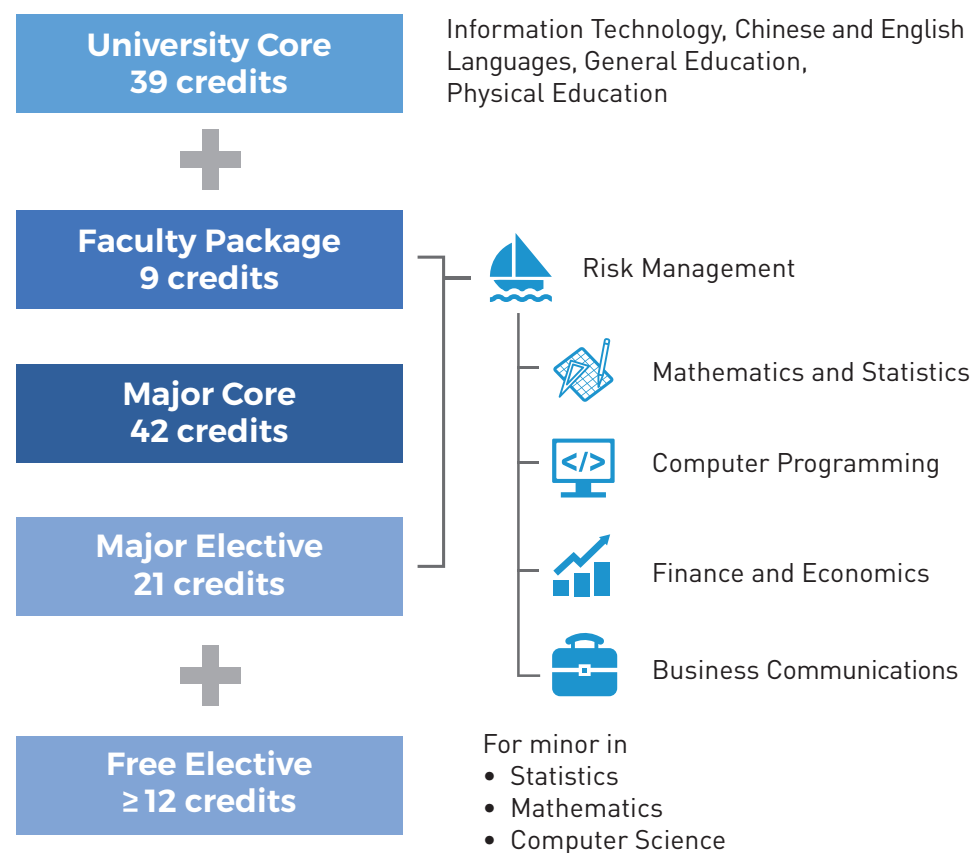 University Core
39 credits
Information Technology, Chinese and English
Languages, General Education,
Physical Education
Faculty Package
9 credits
Risk Management
Major Core
42 credits
Mathematics and Statistics
</>
Computer Programming
Major Elective
21 credits
Finance and Economics
Business Communications
Free Elective
≥ 12 credits
For minor in
• Statistics
• Mathematics
• Computer Science